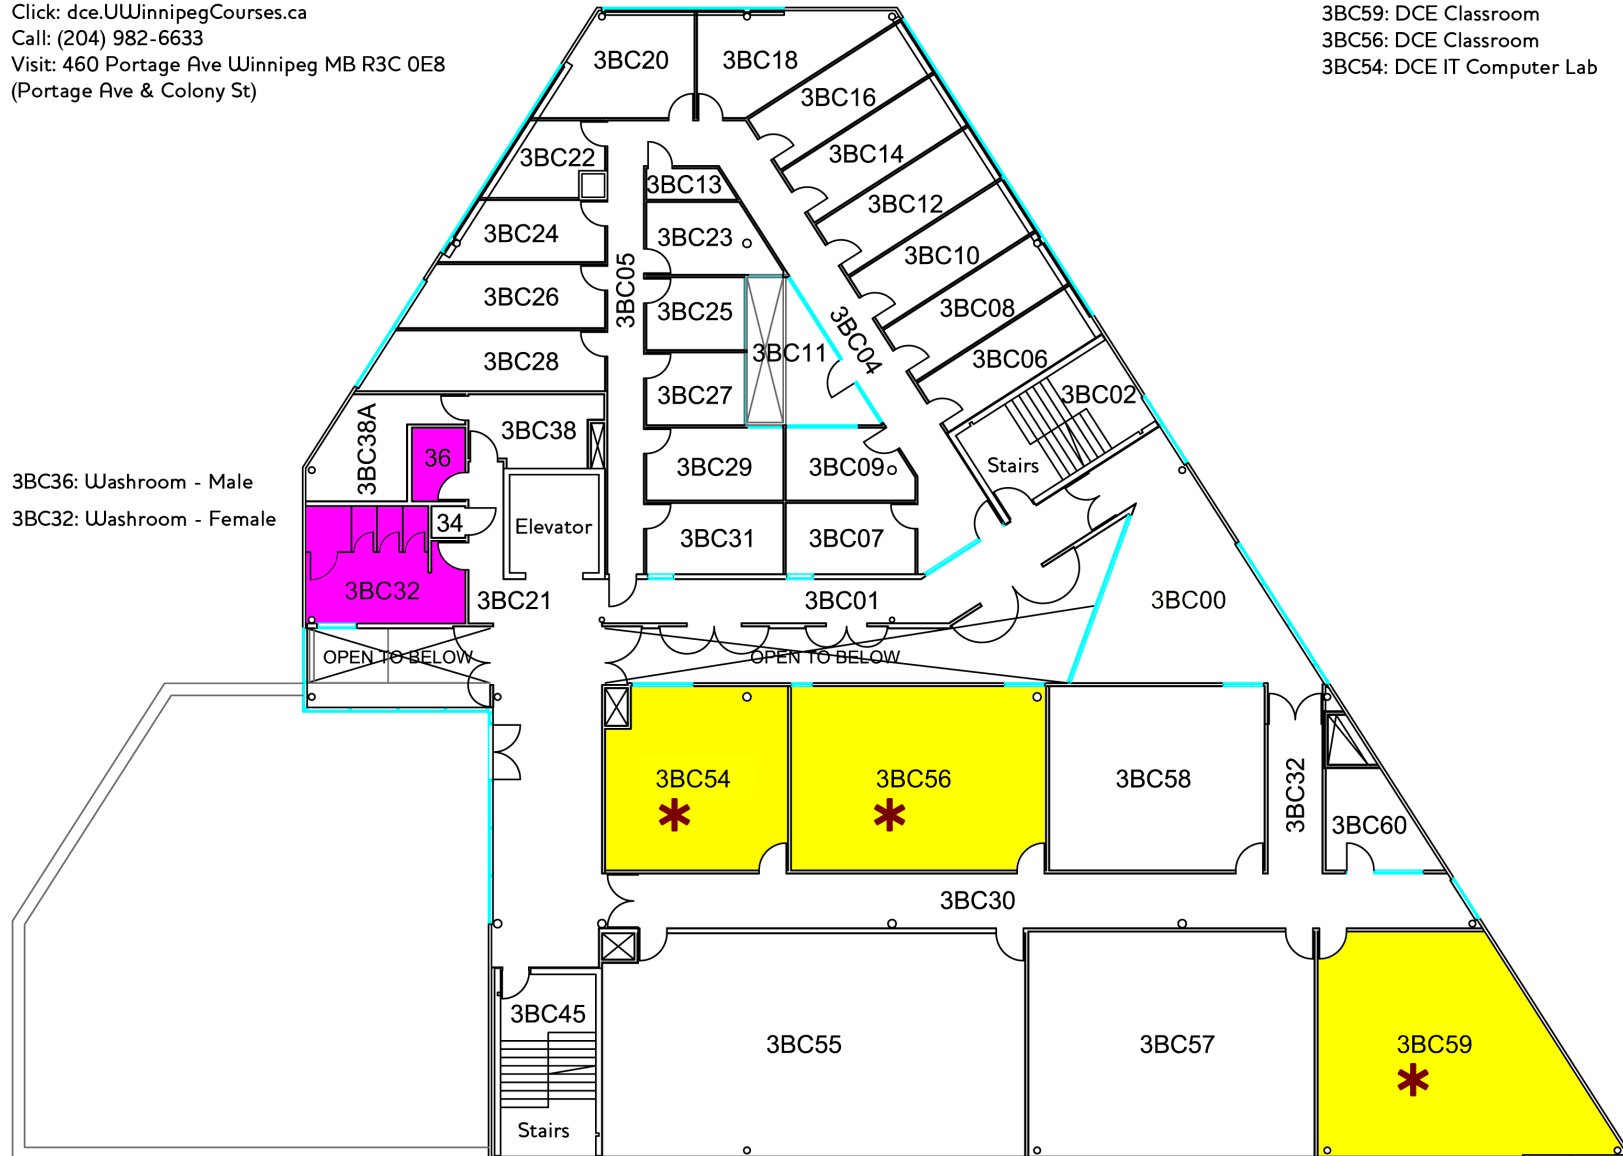 Click: dce.UWinnipegCourses.ca
Call: (204) 982-6633
Visit: 460 Portage Ave Winnipeg MB R3C 0E8
(Portage Ave & Colony St)
3BC59: DCE Classroom
3BC56: DCE Classroom
3BC54: DCE IT Computer Lab
3BC20
3BC18
3BC16
3BC22
3BC14
3BC13
3BC12
3BC24
3BC23
3BC10
3BC05
3BC26
3BC25
3BC08
3BC04
3BC11
3BC28
3BC06
3BC27
3BC02
3BC38A
3BC38
36
3BC29
3BC09
Stairs
3BC36: Washroom - Male
3BC32: Washroom - Female
34
Elevator
3BC31
3BC07
3BC32
3BC21
3BC01
3BC00
OPEN TO BELOW
OPEN TO BELOW
3BC54
*
3BC56
*
3BC58
3BC32
3BC60
3BC30
3BC45
Stairs
3BC55
3BC57
3BC59
*